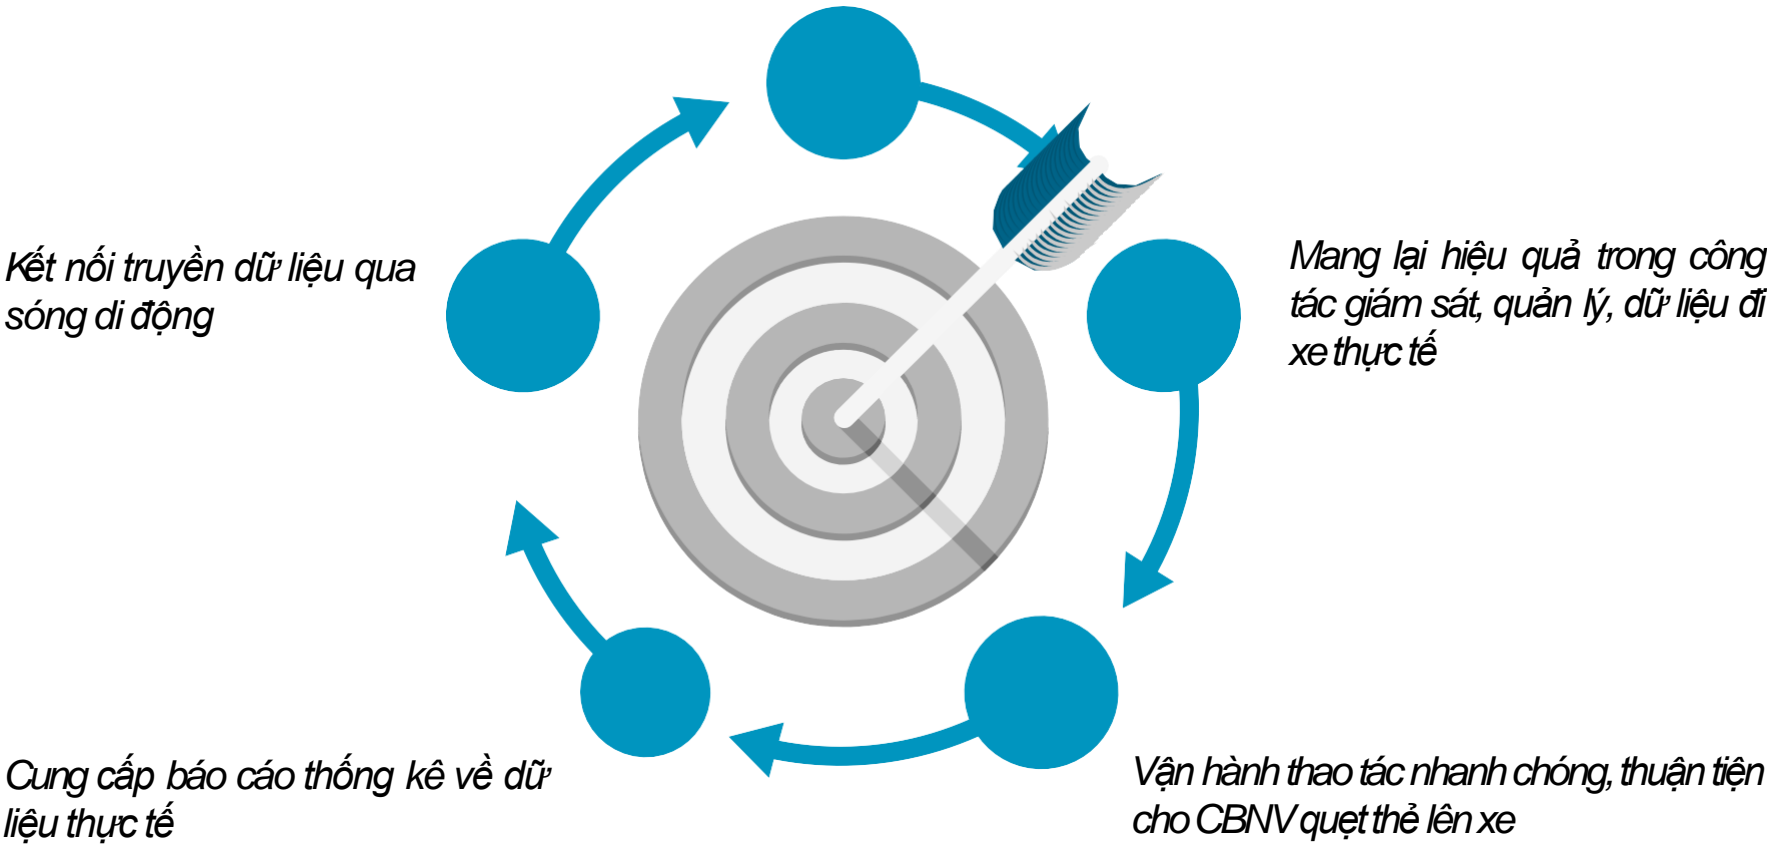 Kết nối truyền dữ liệu qua
sóng di động
Mang lại hiệu quả trong công
tác giám sát, quản lý, dữ liệu đi
xe thực tế
Cung cấp báo cáo thống kê về dữ
liệu thực tế
Vận hành thao tác nhanh chóng, thuận tiện
cho CBNV quẹt thẻ lên xe